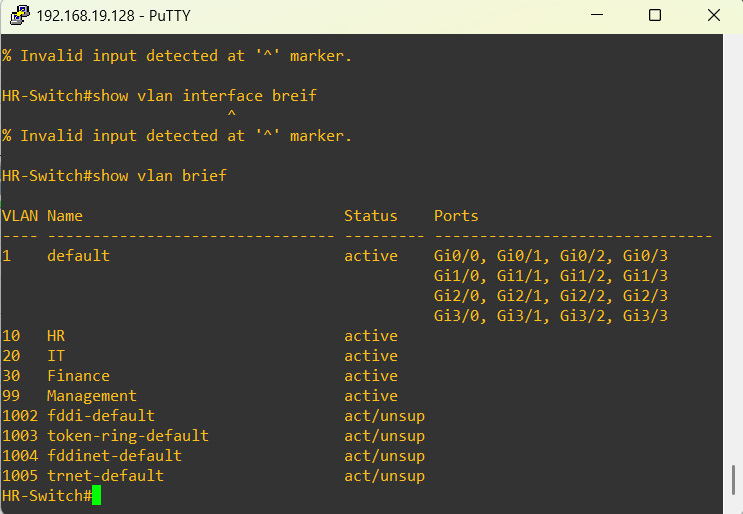 192.168.19.128 - PuTTY
% Invalid input detected at '^' marker.
HR-Switch#show vlan interface breif
^
% Invalid input detected at '^' marker.
HR-Switch#show vlan brief
VLAN Name                             Status    Ports
---- -------------------------------- --------- -------------------------------
1    default                          active    Gi0/0, Gi0/1, Gi0/2, Gi0/3
                                                Gi1/0, Gi1/1, Gi1/2, Gi1/3
                                                Gi2/0, Gi2/1, Gi2/2, Gi2/3
                                                Gi3/0, Gi3/1, Gi3/2, Gi3/3
10   HR                               active
20   IT                               active
30   Finance                          active
99   Management                       active
1002 fddi-default                     act/unsup
1003 token-ring-default               act/unsup
1004 fddinet-default                  act/unsup
1005 trnet-default                    act/unsup
HR-Switch#